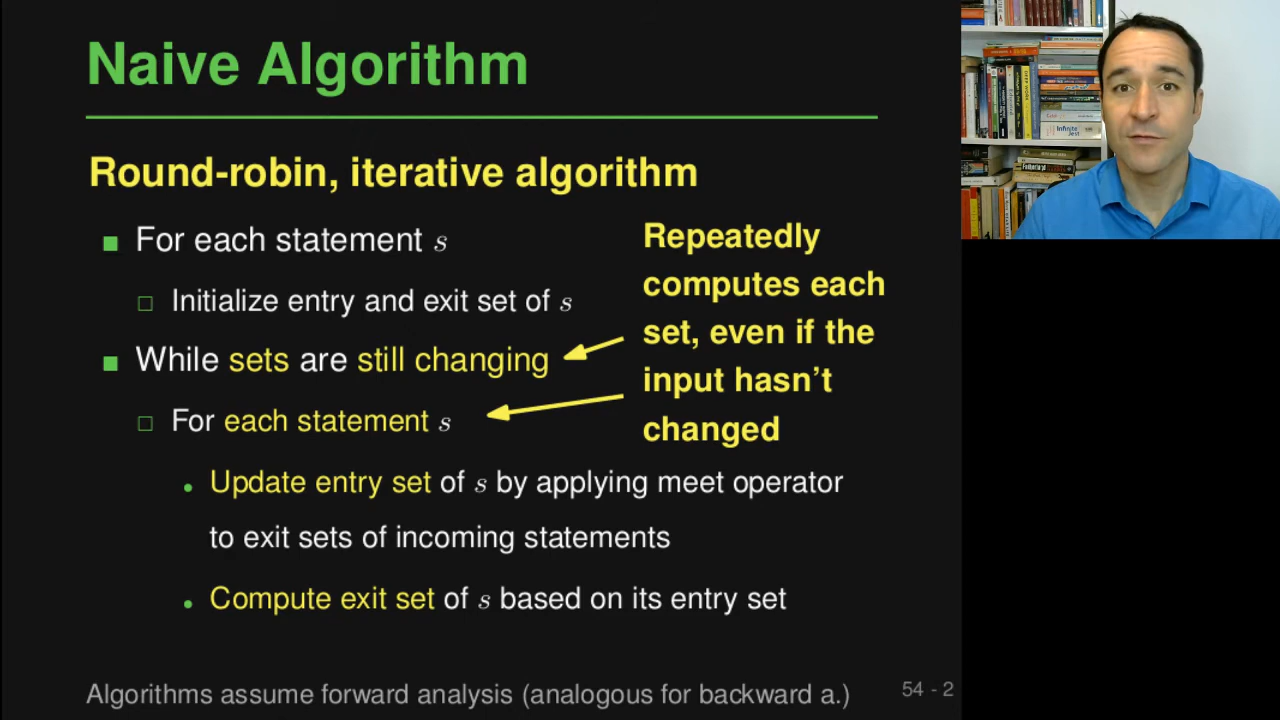 Naive Algorithm
Round-robin, iterative algorithm
For each statement s
Initialize entry and exit set of s
While sets are still changing
For each statement s
Update entry set of s by applying meet operator
to exit sets of incoming statements
Compute exit set of s based on its entry set
Repeatedly
computes each
set, even if the
input hasn't
changed
Algorithms assume forward analysis (analogous for backward a.)
54 - 2
Infinite
Jest